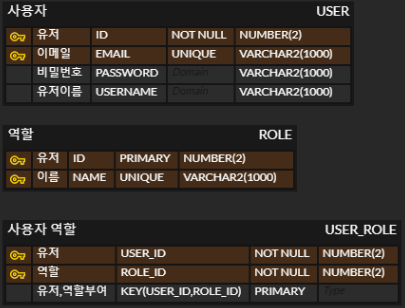 사용자 USER
유저 ID NOT NULL NUMBER(2)
이메일 EMAIL UNIQUE VARCHAR2(1000)
비밀번호 PASSWORD Domain VARCHAR2(1000)
유저이름 USERNAME Domain VARCHAR2(1000)
역할 ROLE
유저 ID PRIMARY NUMBER(2)
이름 NAME UNIQUE VARCHAR2(1000)
사용자 역할 USER_ROLE
유저 USER_ID NOT NULL NUMBER(2)
역할 ROLE_ID NOT NULL NUMBER(2)
유저,역할부여 KEY(USER_ID,ROLE_ID) PRIMARY Type